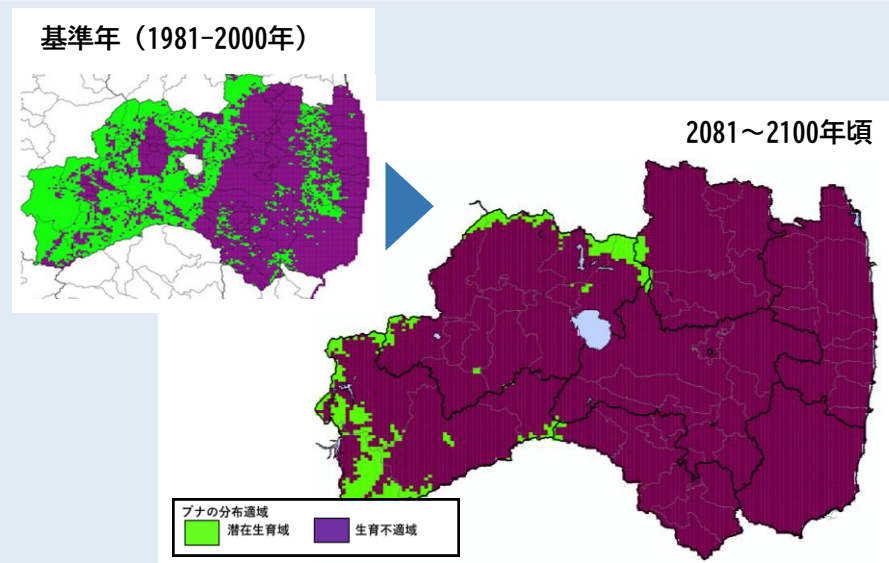 基準年（1981-2000年）
2081～2100年頃
ブナの分布適域
潜在生育域
生育不適域